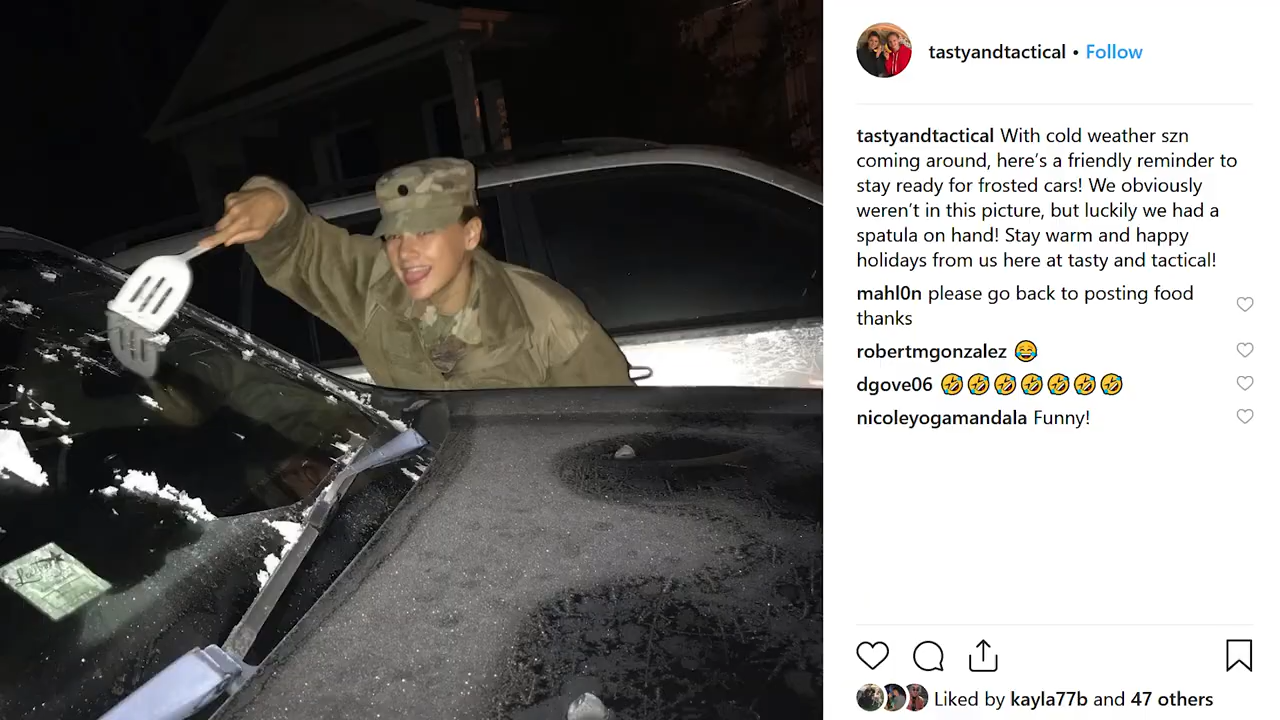 tastyandtactical • Follow
tastyandtactical With cold weather szn
coming around, here's a friendly reminder to
stay ready for frosted cars! We obviously
weren't in this picture, but luckily we had a
spatula on hand! Stay warm and happy
holidays from us here at tasty and tactical!
mahl0n please go back to posting food
thanks
robertmgonzalez 😂
dgove06 🤣🤣🤣🤣🤣🤣🤣
nicoleyogamandala Funny!
Liked by kayla77b and 47 others